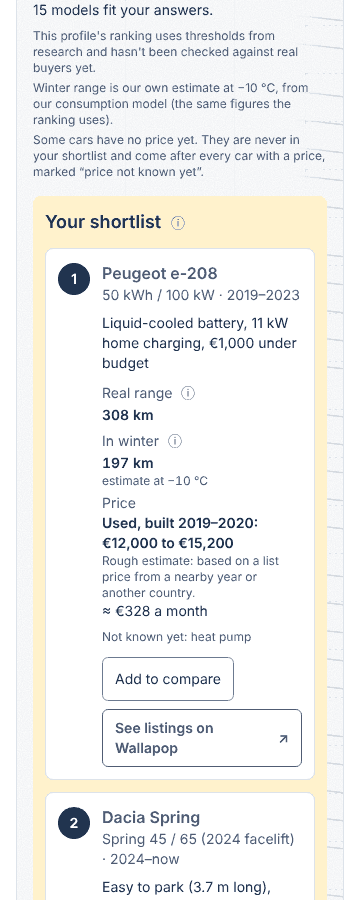 15 models fit your answers.
This profile's ranking uses thresholds from
research and hasn't been checked against real
buyers yet.
Winter range is our own estimate at −10 °C, from
our consumption model (the same figures the
ranking uses).
Some cars have no price yet. They are never in
your shortlist and come after every car with a price,
marked “price not known yet”.
Your shortlist ⓘ
1 Peugeot e-208
50 kWh / 100 kW · 2019–2023
Liquid-cooled battery, 11 kW
home charging, €1,000 under
budget
Real range ⓘ
308 km
In winter ⓘ
197 km
estimate at −10 °C
Price
Used, built 2019–2020:
€12,000 to €15,200
Rough estimate: based on a list
price from a nearby year or
another country.
≈ €328 a month
Not known yet: heat pump
Add to compare
See listings on
Wallapop ↗
2 Dacia Spring
Spring 45 / 65 (2024 facelift)
· 2024–now
Easy to park (3.7 m long),